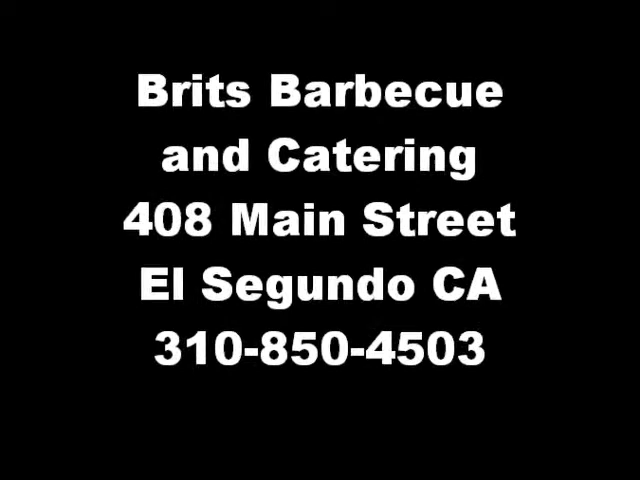 Brits Barbecue
and Catering
408 Main Street
El Segundo CA
310-850-4503